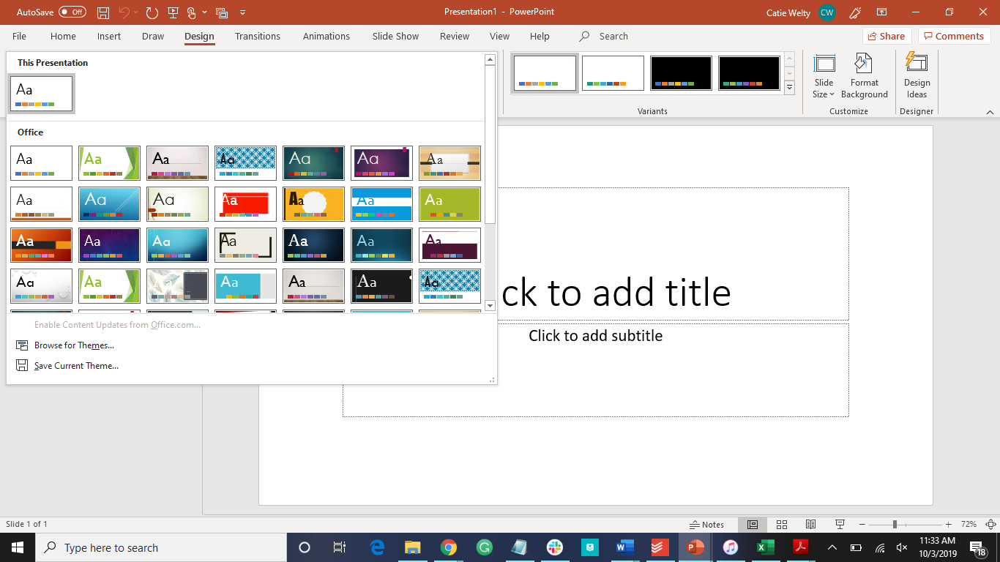 AutoSave Off Presentation1 - PowerPoint Catie Welty CW
File Home Insert Draw Design Transitions Animations Slide Show Review View Help Search Share Comments
This Presentation
Aa
Office
Aa Aa Aa Aa Aa Aa Aa
Aa Aa Aa Aa Aa Aa Aa
Aa Aa Aa Aa Aa Aa Aa
Aa Aa Aa Aa Aa Aa
Enable Content Updates from Office.com...
Browse for Themes...
Save Current Theme...
Variants
Slide Size
Format Background
Customize
Design Ideas
Designer
ck to add title
Click to add subtitle
Slide 1 of 1 Notes 72%
Type here to search
11:33 AM
10/3/2019
18